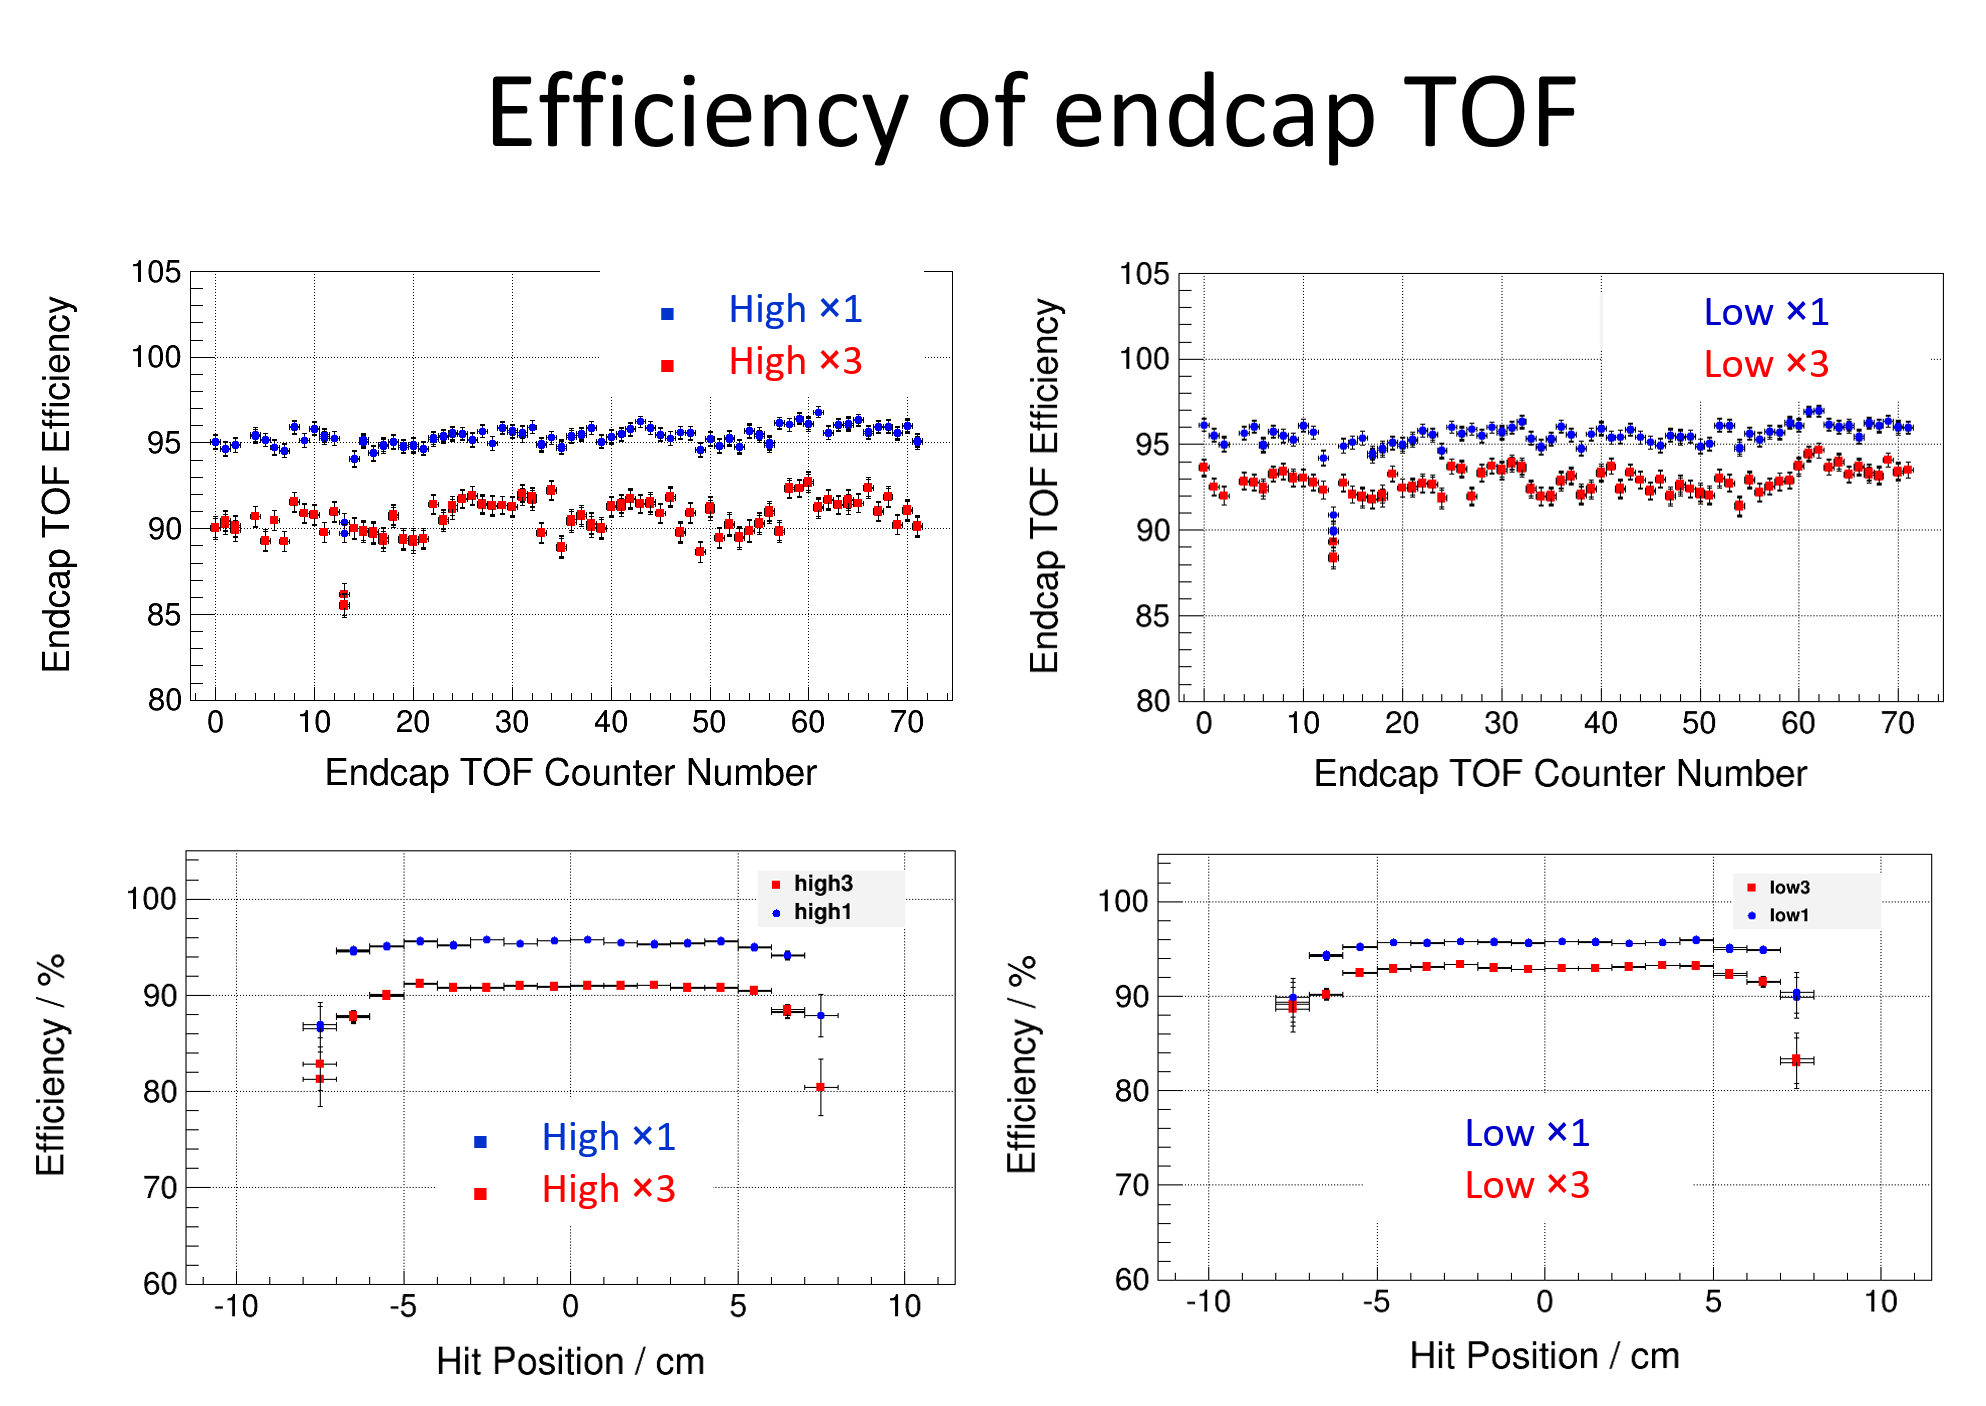 Efficiency of endcap TOF
Endcap TOF Efficiency
105
100
95
90
85
80
High ×1
High ×3
0 10 20 30 40 50 60 70
Endcap TOF Counter Number
Endcap TOF Efficiency
105
100
95
90
85
80
Low ×1
Low ×3
0 10 20 30 40 50 60 70
Endcap TOF Counter Number
Efficiency / %
100
90
80
70
60
high3
high1
High ×1
High ×3
-10 -5 0 5 10
Hit Position / cm
Efficiency / %
100
90
80
70
60
low3
low1
Low ×1
Low ×3
-10 -5 0 5 10
Hit Position / cm